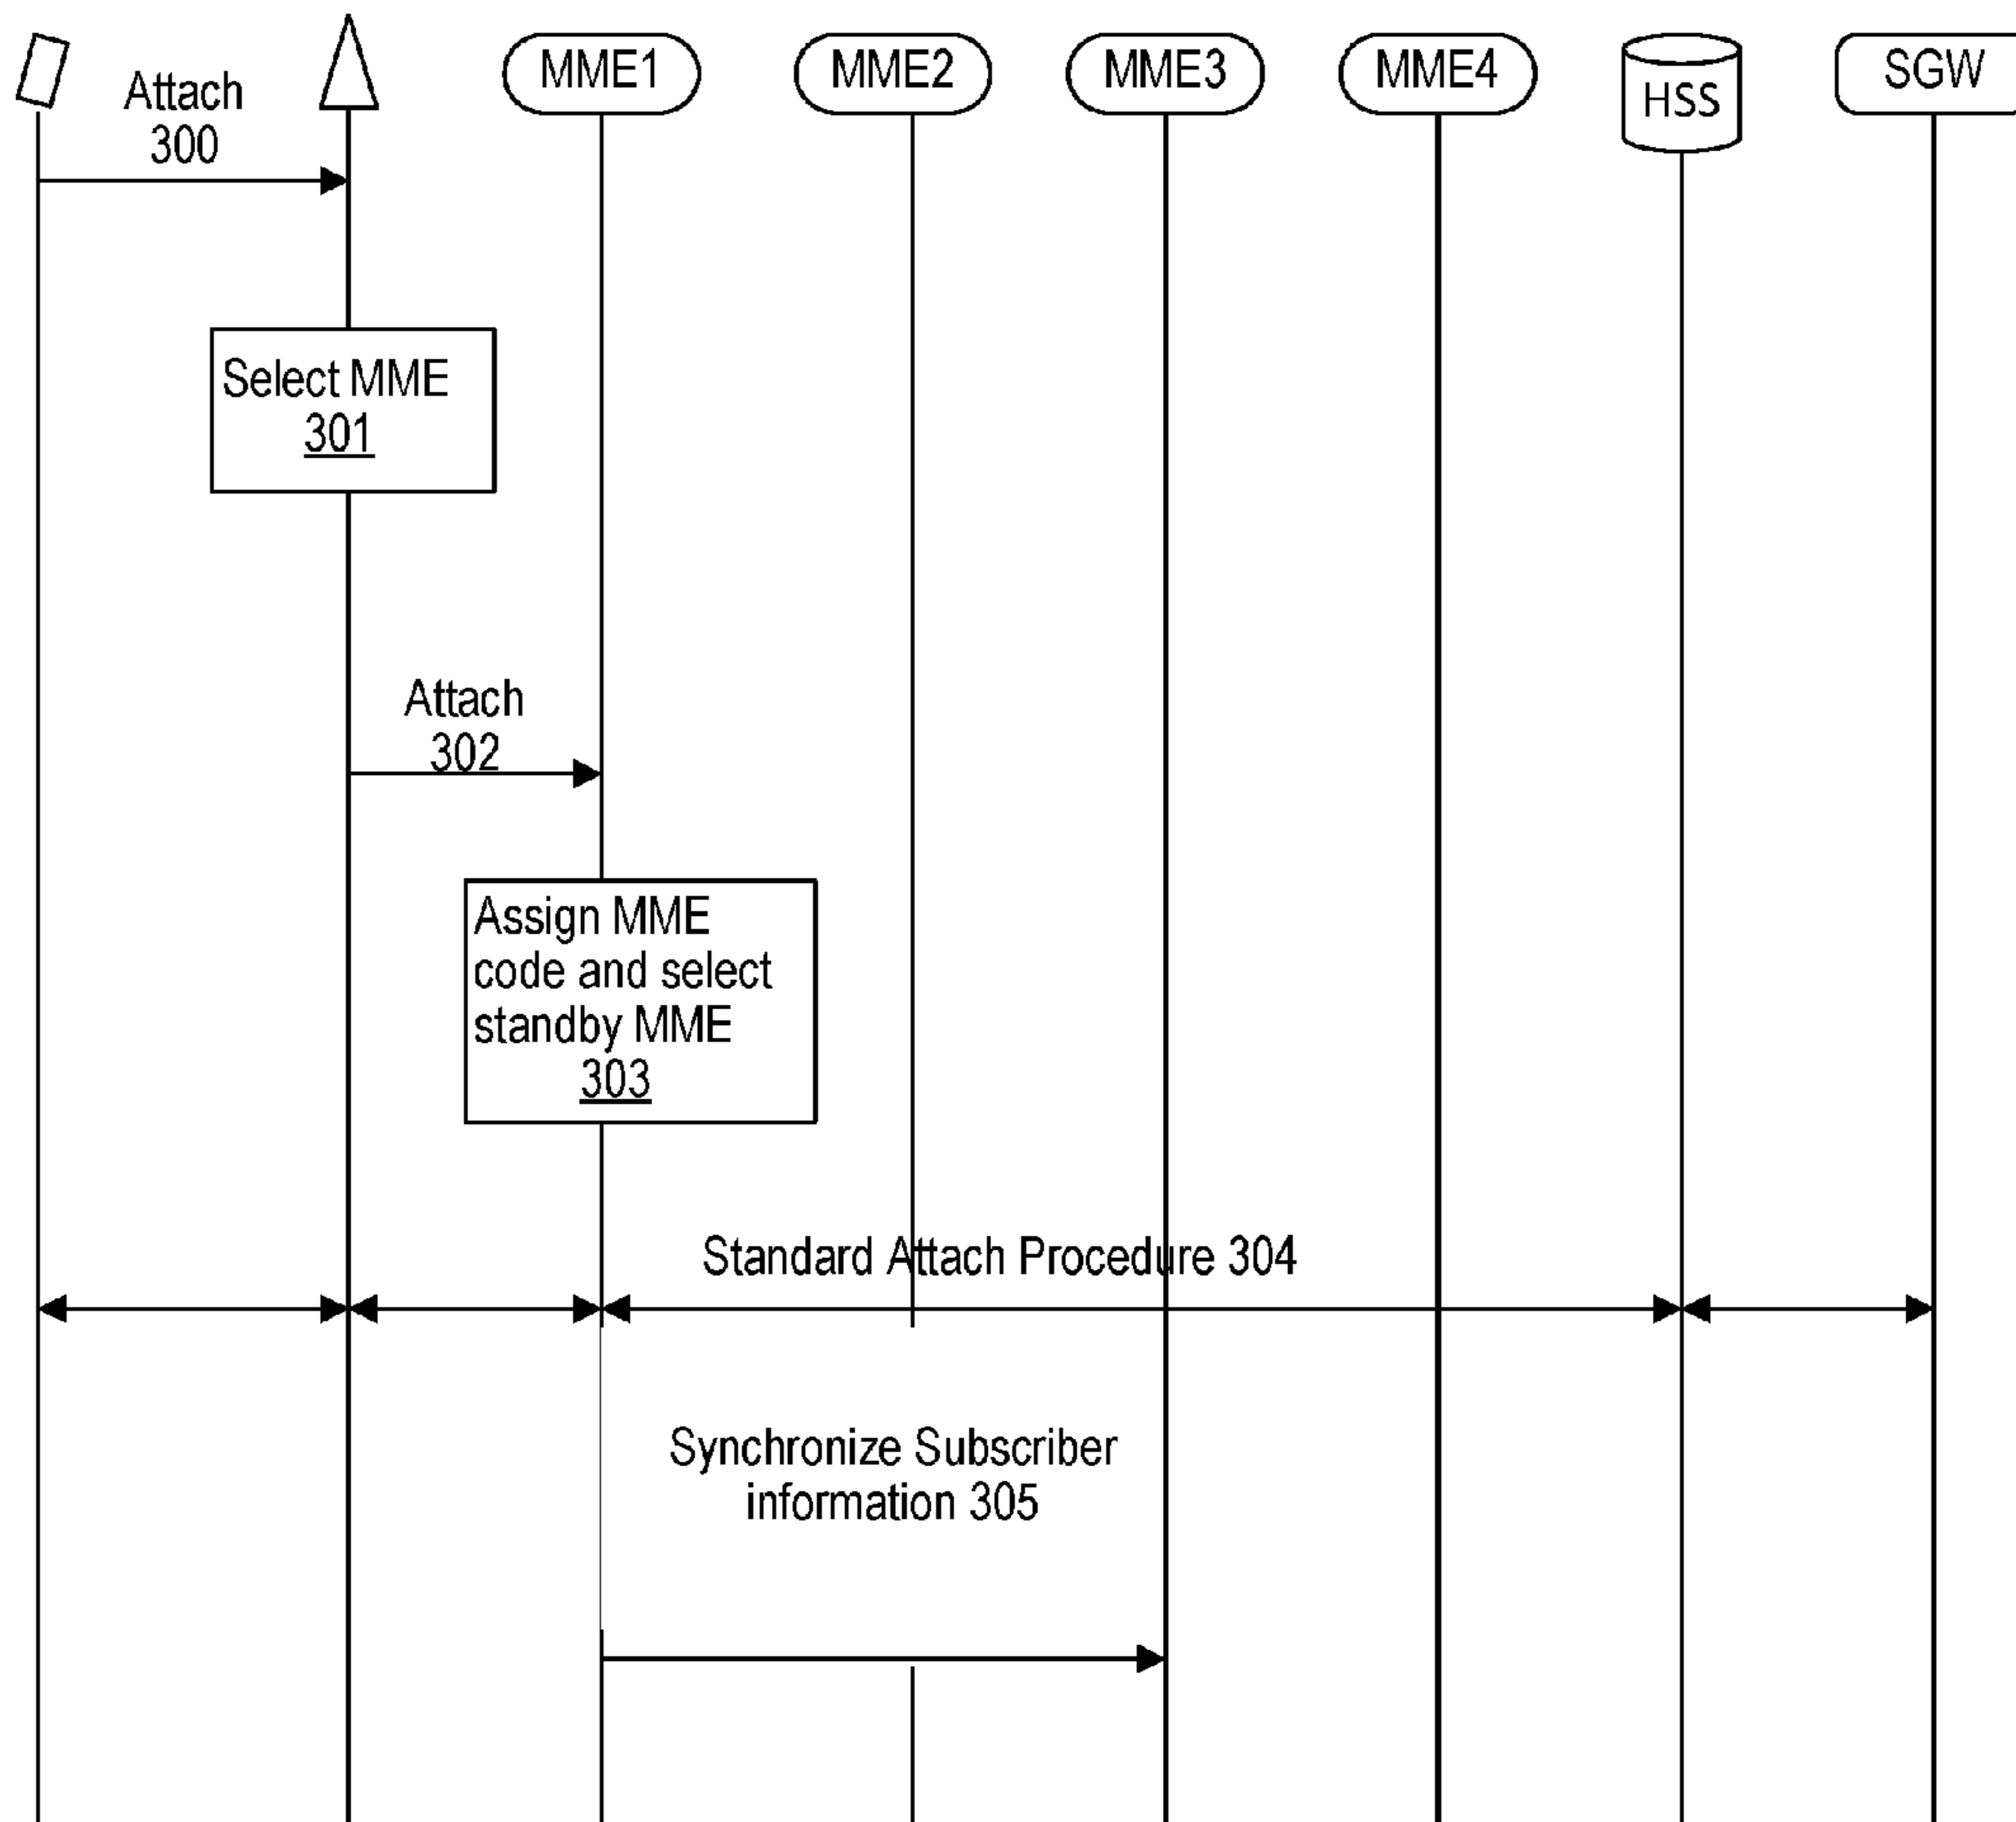 MME1
MME2
MME3
MME4
HSS
SGW
Attach
300
Select MME
301
Attach
302
Assign MME
code and select
standby MME
303
Standard Attach Procedure 304
Synchronize Subscriber
information 305